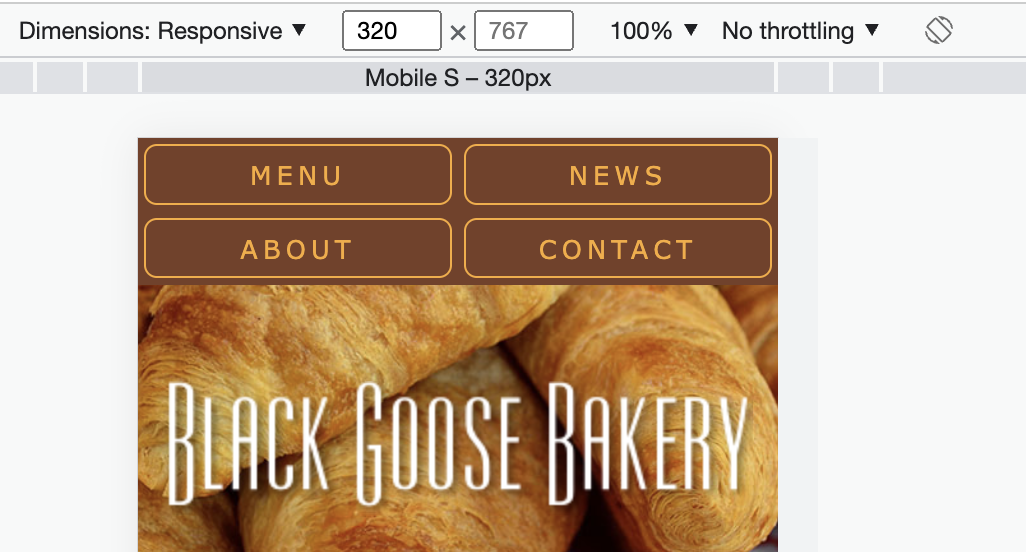 Dimensions: Responsive ▼ 320 × 767 100% ▼ No throttling ▼
Mobile S – 320px
MENU NEWS
ABOUT CONTACT
BLACK GOOSE BAKERY